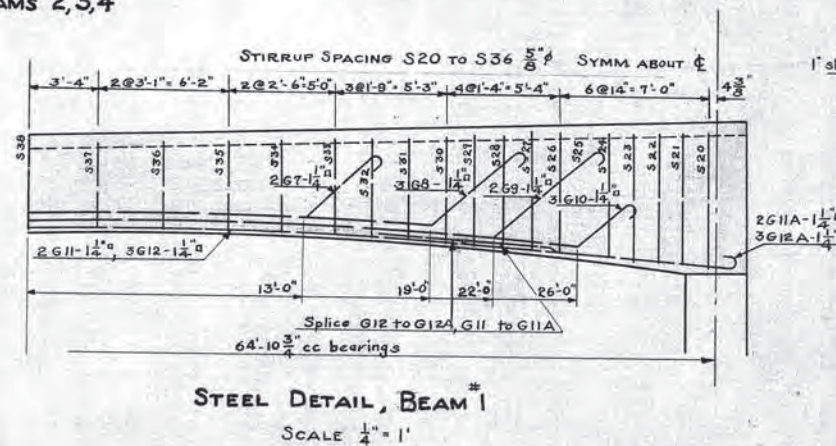 AMS 2,3,4
STIRRUP SPACING S20 TO S36 5/8"ϕ SYMM ABOUT ℄
3'-4" 2@3'-1"= 6'-2" 2@2'-6"=5'-0" 3@1'-9"= 5'-3" 4@1'-4"= 5'-4" 6@14"= 7'-0" 4 3/8"
S38 S37 S36 S35 S34 S33 S32 S31 S30 S29 S28 S27 S26 S25 S24 S23 S22 S21 S20
2G7-1 1/4"▫ 3G8-1 1/4"▫ 2G9-1 1/4"▫ 3G10-1 1/4"▫
2G11A-1 1/4"
3G12A-1 1/4"
2G11-1 1/4"▫, 3G12-1 1/4"▫
13'-0" 19'-0" 22'-0" 26'-0"
Splice G12 to G12A, G11 to G11A
64'-10 3/4" cc bearings
STEEL DETAIL, BEAM #1
SCALE 1/4" = 1'